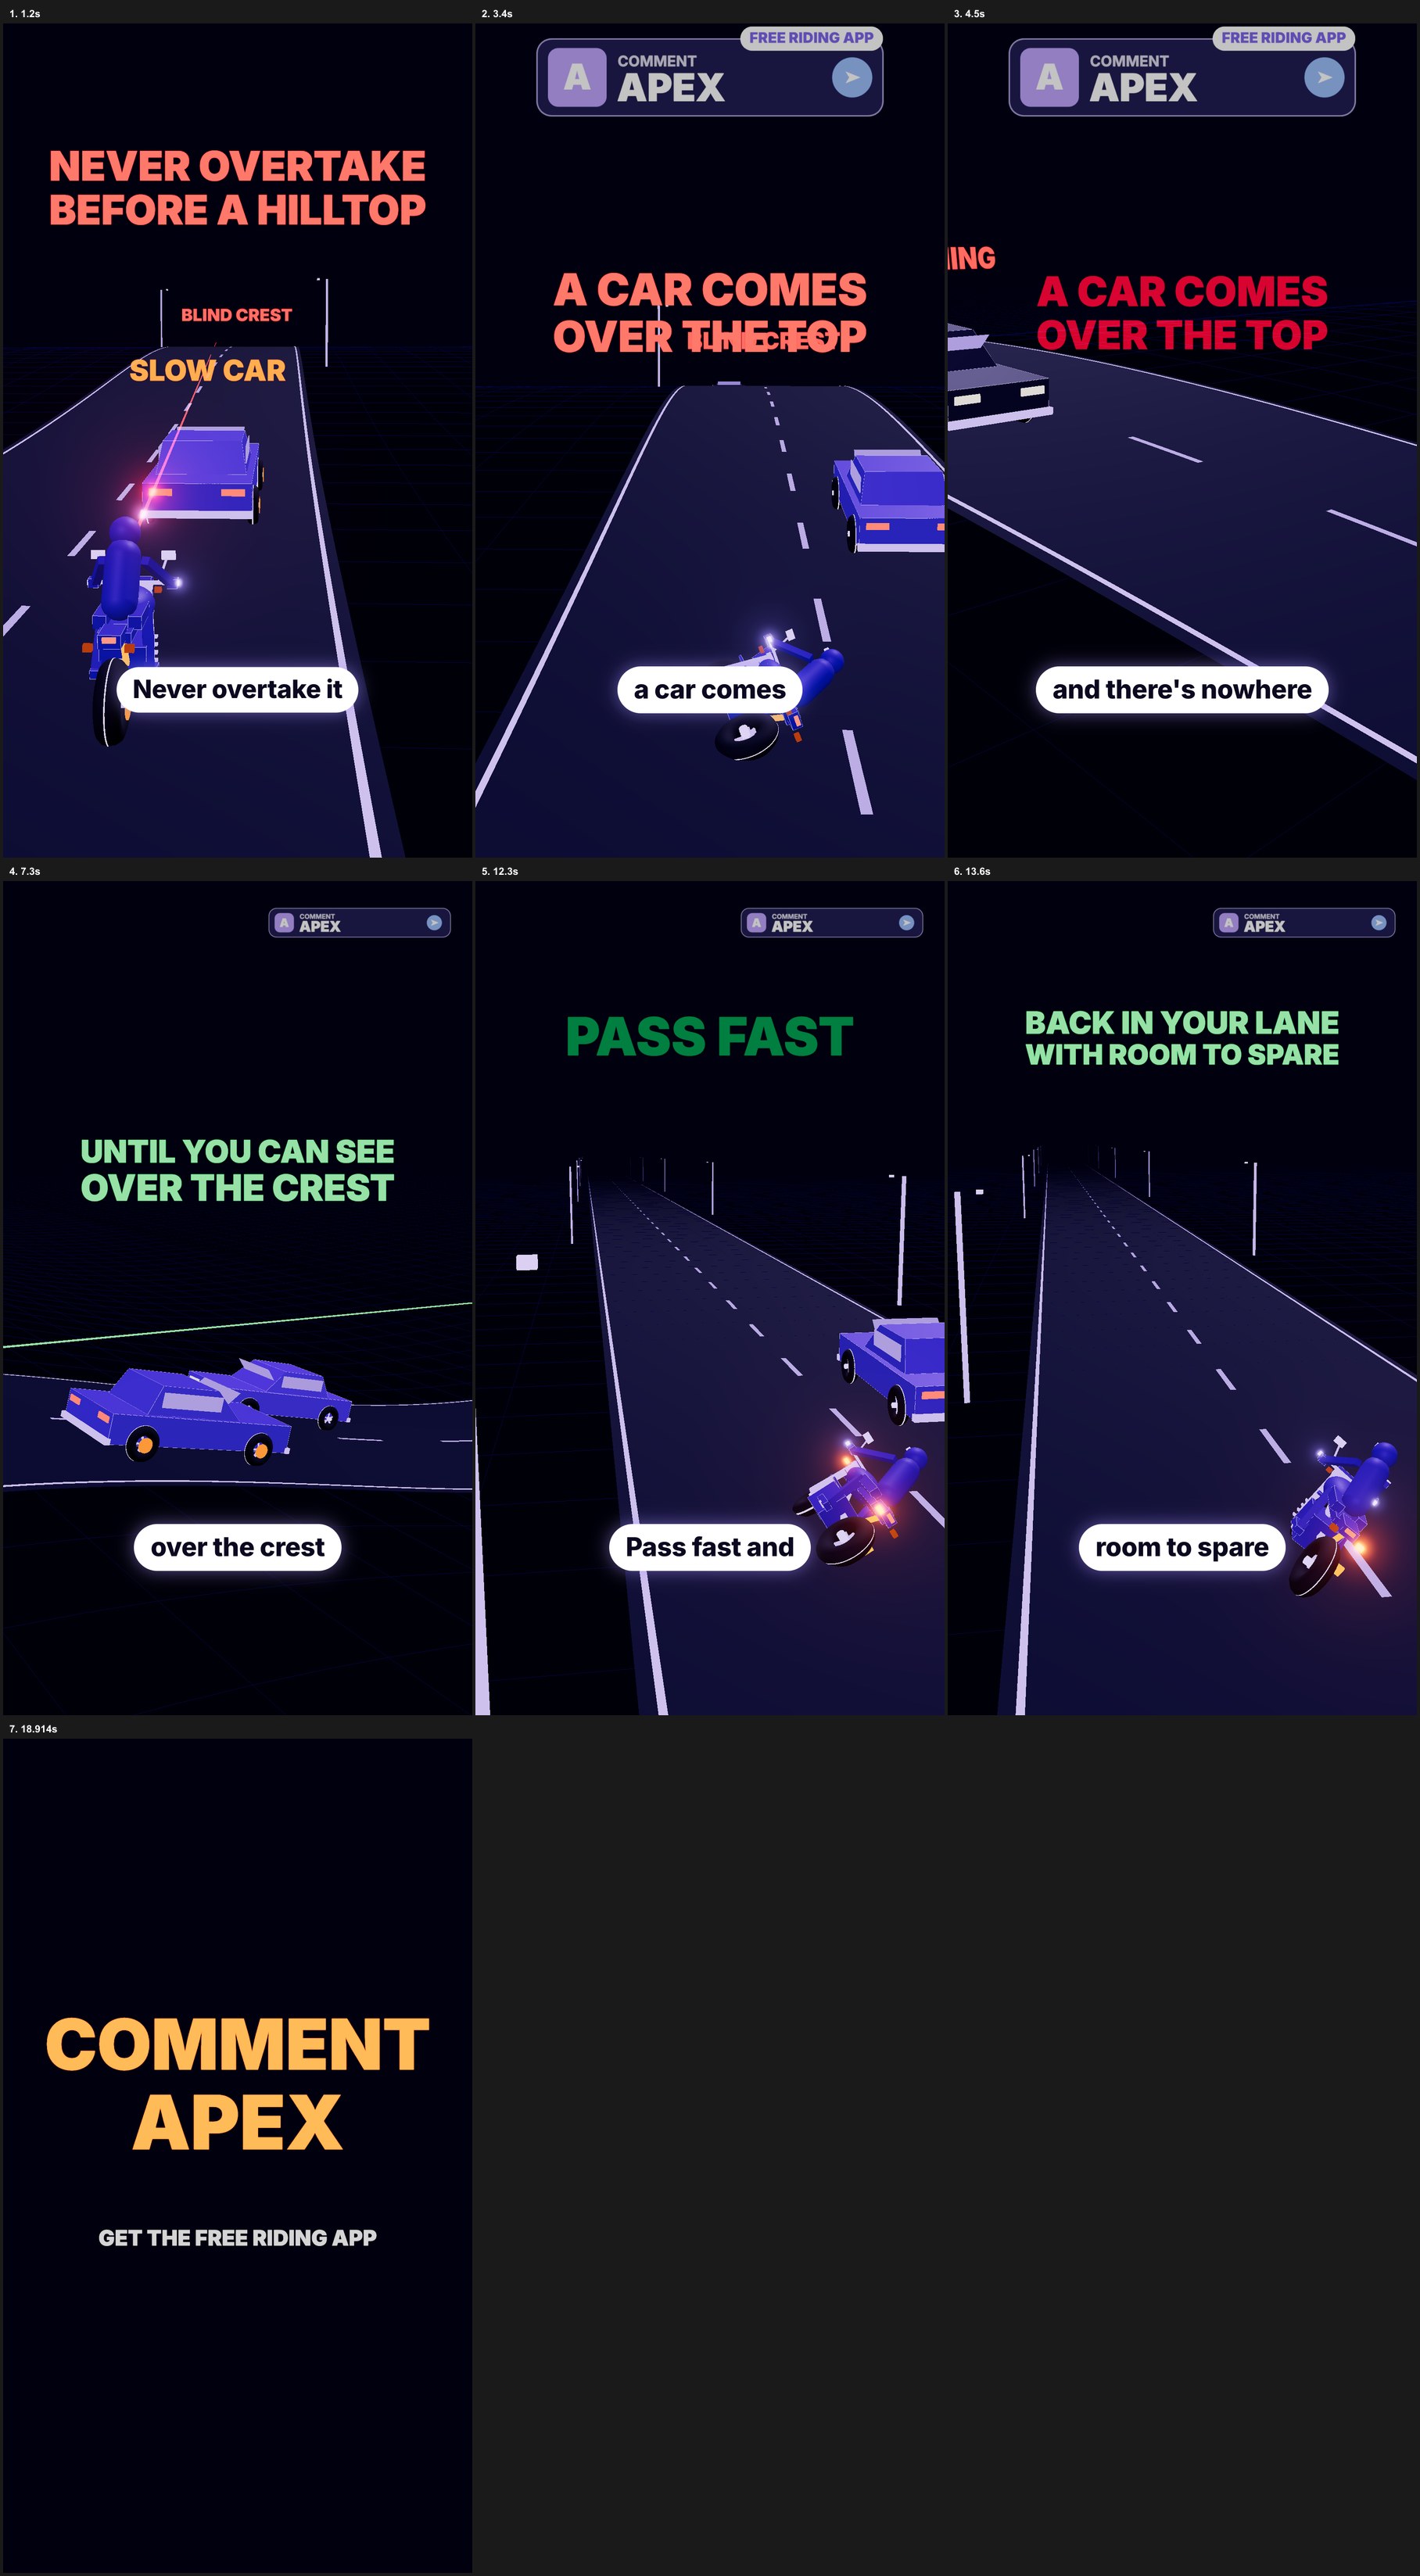 1. 1.2s
NEVER OVERTAKE
BEFORE A HILLTOP
BLIND CREST
SLOW CAR
Never overtake it
2. 3.4s
FREE RIDING APP
A
COMMENT
APEX
A CAR COMES
OVER THE TOP
BLIND CREST
a car comes
3. 4.5s
FREE RIDING APP
A
COMMENT
APEX
ING
A CAR COMES
OVER THE TOP
and there's nowhere
4. 7.3s
A
COMMENT
APEX
UNTIL YOU CAN SEE
OVER THE CREST
over the crest
5. 12.3s
A
COMMENT
APEX
PASS FAST
Pass fast and
6. 13.6s
A
COMMENT
APEX
BACK IN YOUR LANE
WITH ROOM TO SPARE
room to spare
7. 18.914s
COMMENT
APEX
GET THE FREE RIDING APP